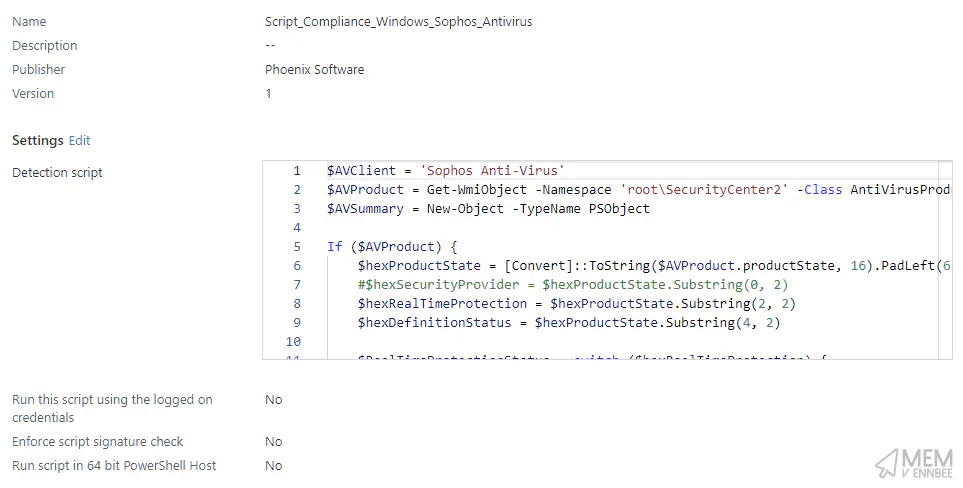 Name Script_Compliance_Windows_Sophos_Antivirus
Description --
Publisher Phoenix Software
Version 1
Settings Edit
Detection script
1 $AVClient = 'Sophos Anti-Virus'
2 $AVProduct = Get-WmiObject -Namespace 'root\SecurityCenter2' -Class AntiVirusProd
3 $AVSummary = New-Object -TypeName PSObject
4
5 If ($AVProduct) {
6 $hexProductState = [Convert]::ToString($AVProduct.productState, 16).PadLeft(6
7 #$hexSecurityProvider = $hexProductState.Substring(0, 2)
8 $hexRealTimeProtection = $hexProductState.Substring(2, 2)
9 $hexDefinitionStatus = $hexProductState.Substring(4, 2)
10
11 $RealTimeProtectionStatus = switch ($hexRealTimeProtection) {
Run this script using the logged on No
credentials
Enforce script signature check No
Run script in 64 bit PowerShell Host No
MEM
V ENNBEE